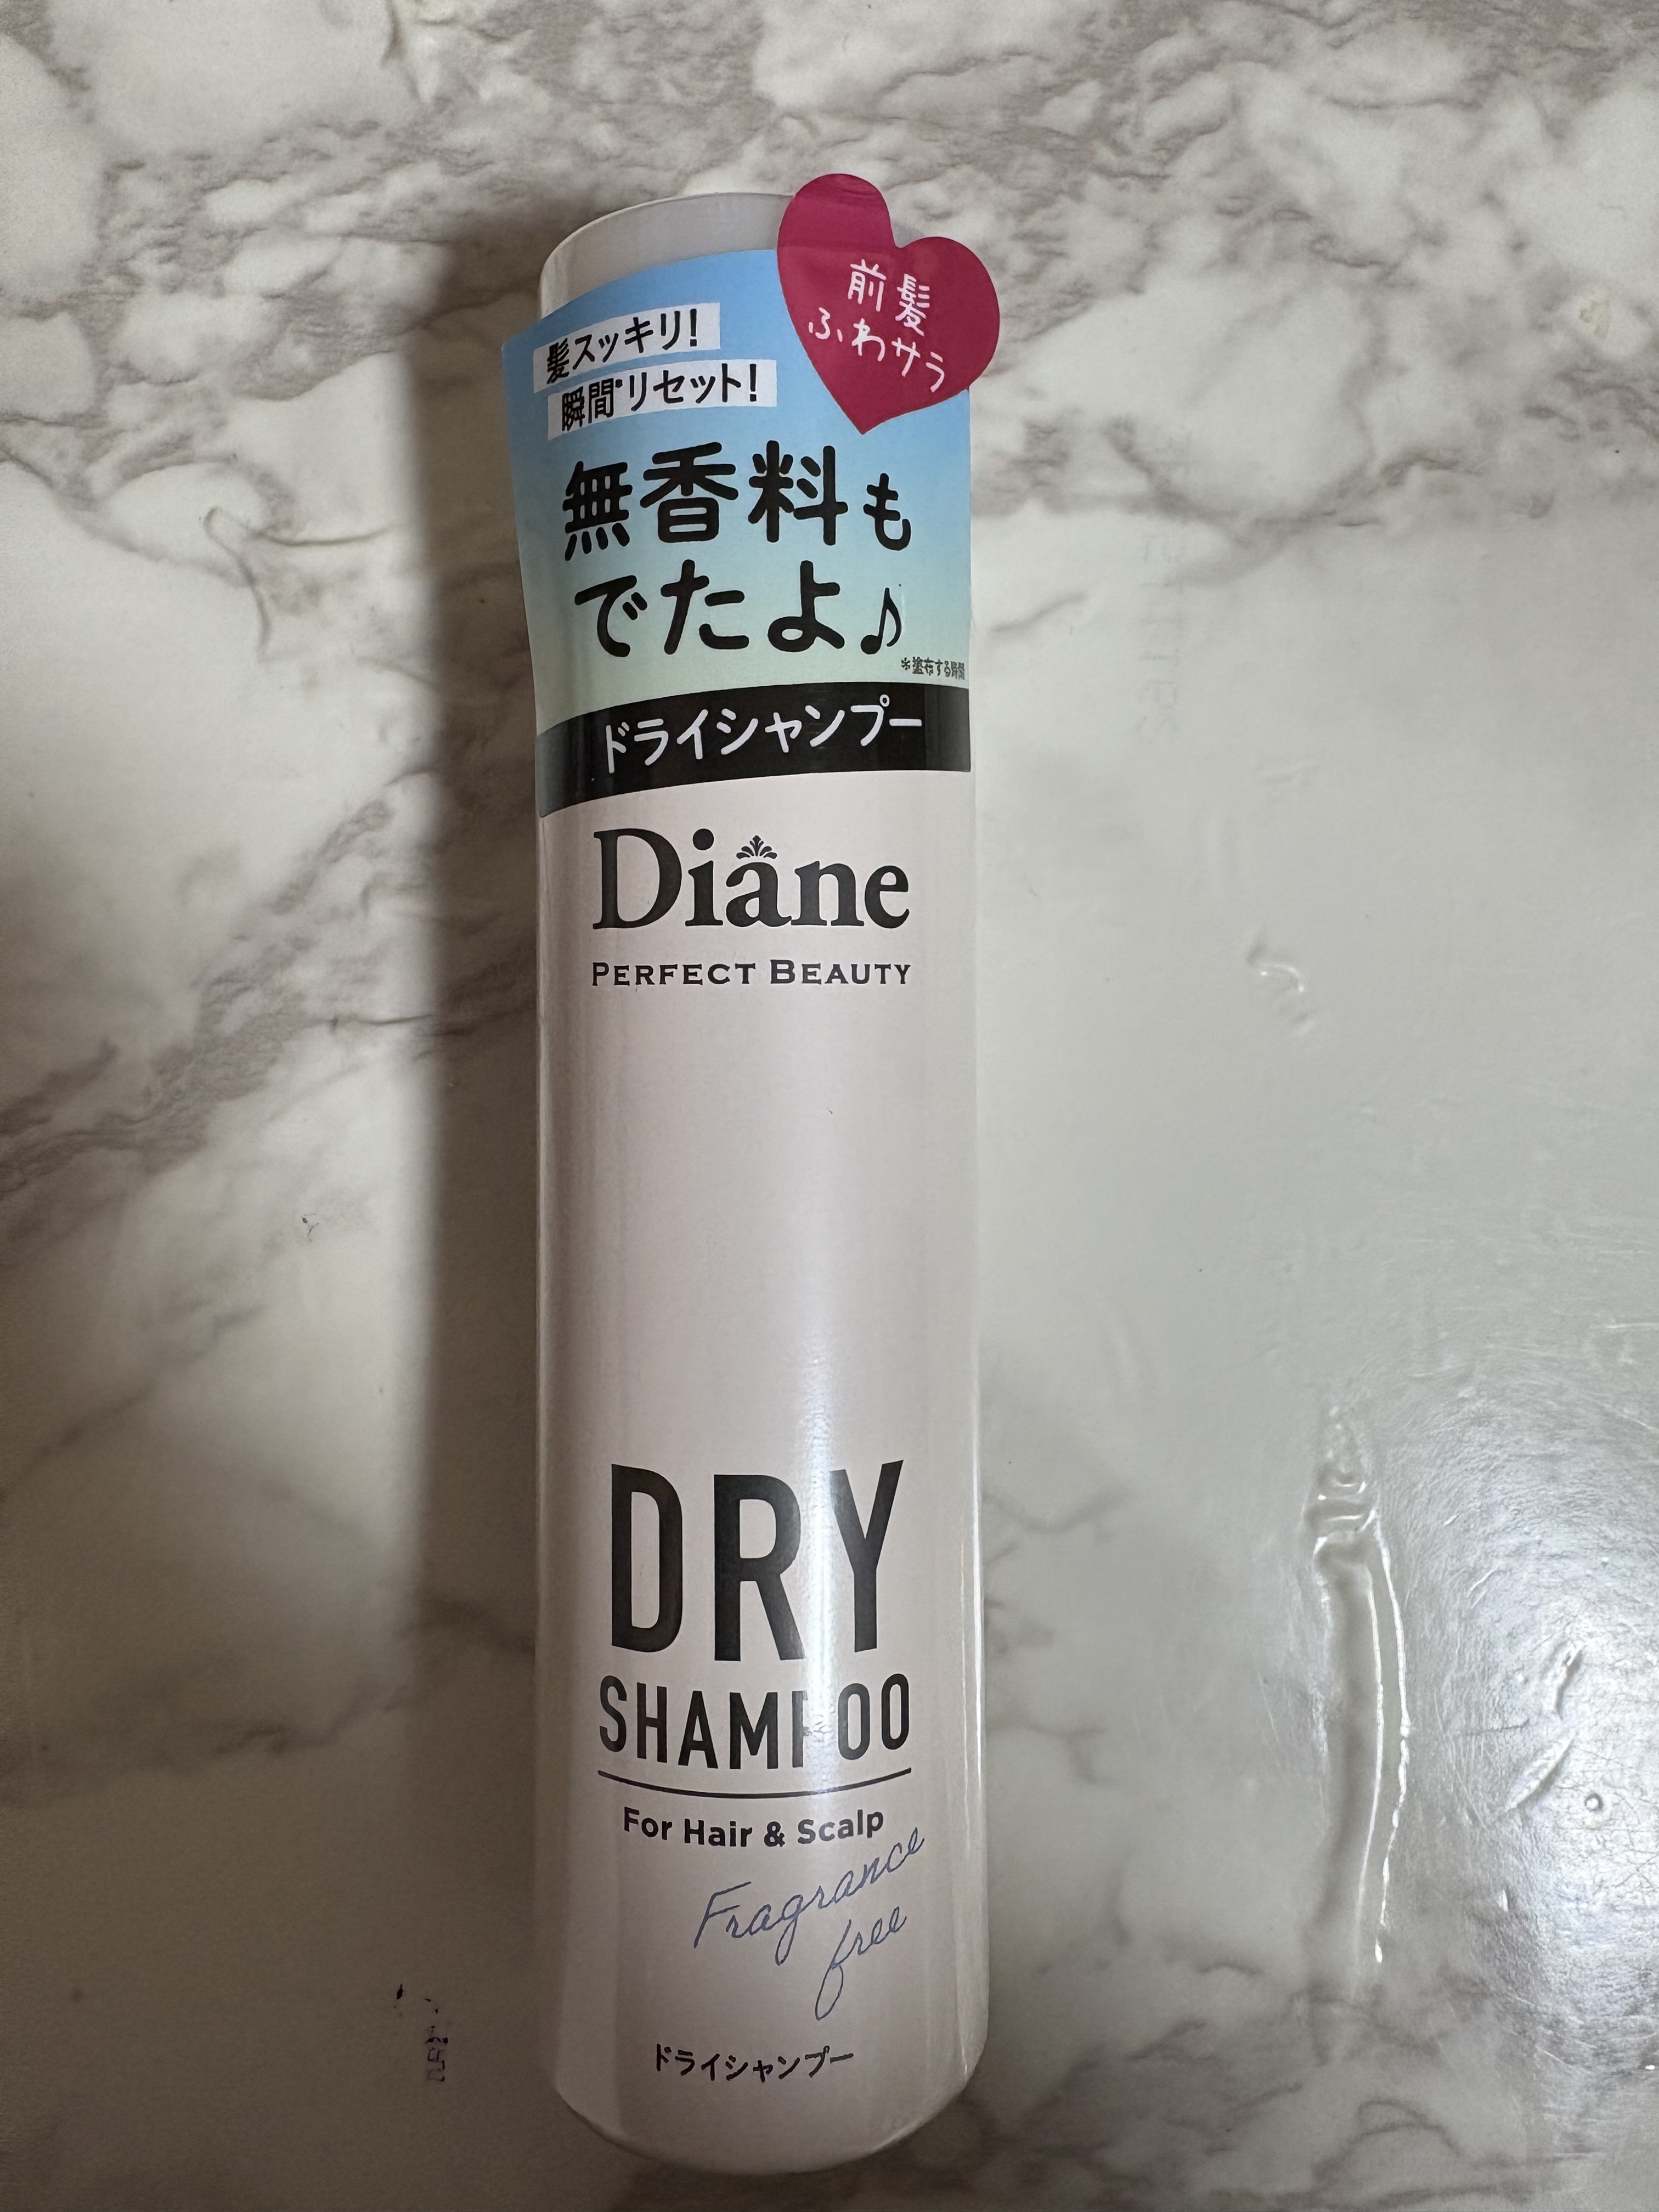 前髪
ふわサラ
髪スッキリ!
瞬間*リセット!
無香料も
でたよ♪
*塗布する時間
ドライシャンプー
Diane
PERFECT BEAUTY
DRY
SHAMPOO
For Hair & Scalp
Fragrance
free
ドライシャンプー